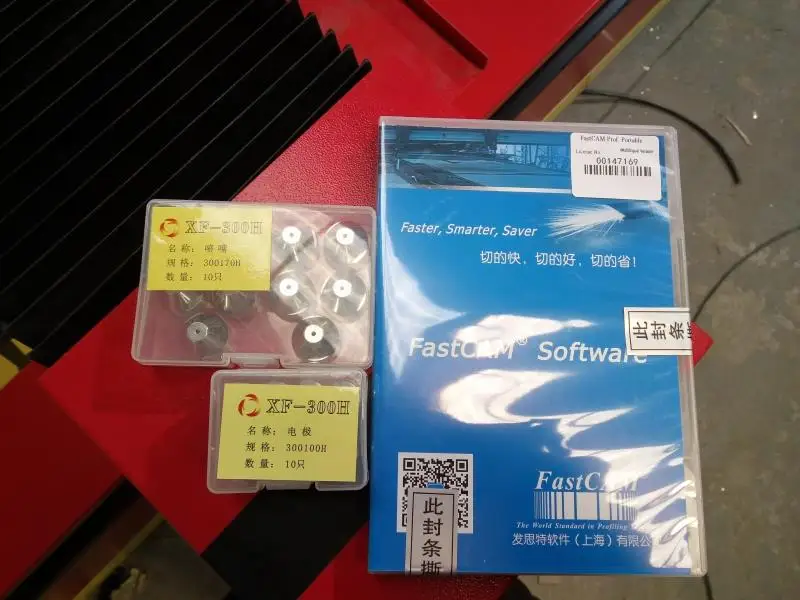 XF-300H
名 称: 喷 嘴
规 格: 300170H
数 量: 10只
XF-300H
名 称: 电 极
规 格: 300100H
数 量: 10只
FastCAM Prof. Portable
License No.
00147169
Faster, Smarter, Saver
切的快，切的好，切的省！
此封条
FastCAM® Software
此封条撕
FastCAM
The World Standard in Profiling
发思特软件（上海）有限公